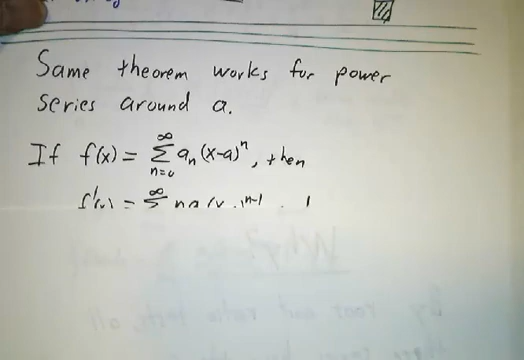 Same theorem works for power
series around a.
If f(x) = ∑_{n=0}^{∞} a_n (x-a)^n, then